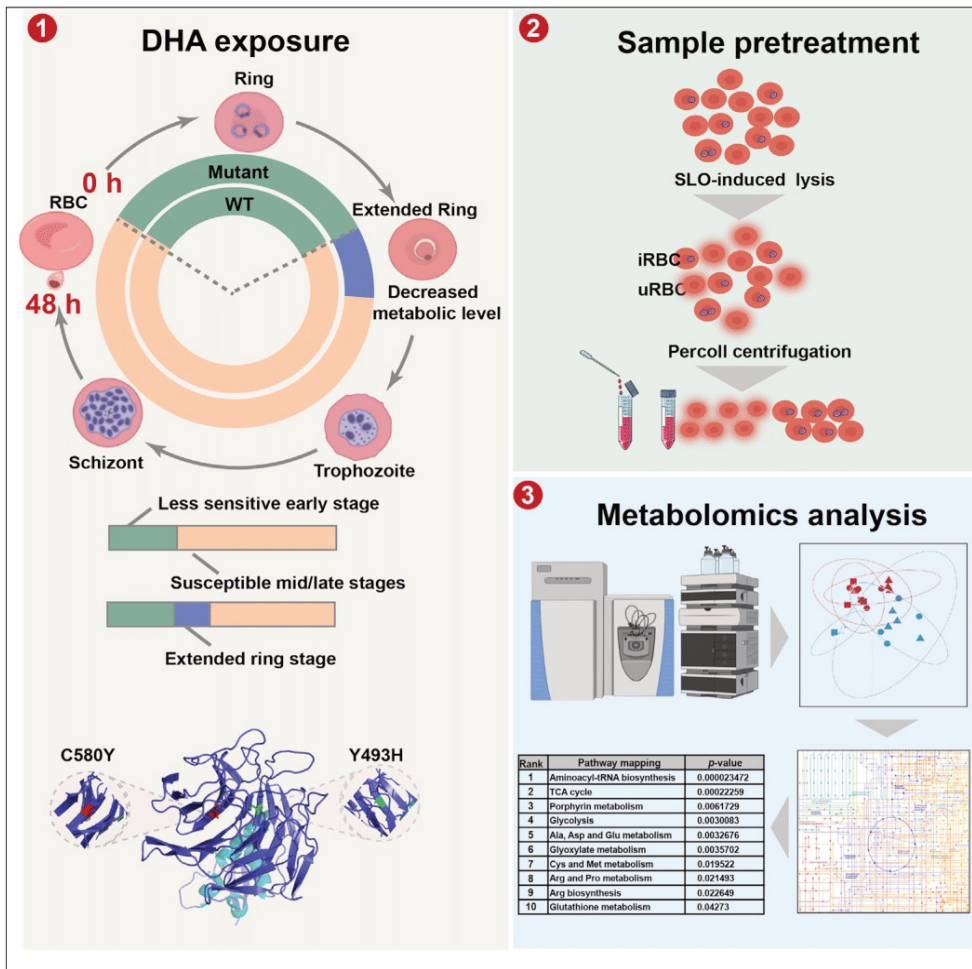 1
DHA exposure
Ring
0 h
Mutant
WT
RBC
Extended Ring
48 h
Decreased
metabolic level
Schizont
Trophozoite
Less sensitive early stage
Susceptible mid/late stages
Extended ring stage
C580Y
Y493H
2
Sample pretreatment
SLO-induced lysis
iRBC
uRBC
Percoll centrifugation
3
Metabolomics analysis
Rank Pathway mapping p-value
1 Aminoacyl-tRNA biosynthesis 0.000023472
2 TCA cycle 0.00022259
3 Porphyrin metabolism 0.0061729
4 Glycolysis 0.0030083
5 Ala, Asp and Glu metabolism 0.0032676
6 Glyoxylate metabolism 0.0035702
7 Cys and Met metabolism 0.019522
8 Arg and Pro metabolism 0.021493
9 Arg biosynthesis 0.022649
10 Glutathione metabolism 0.04273